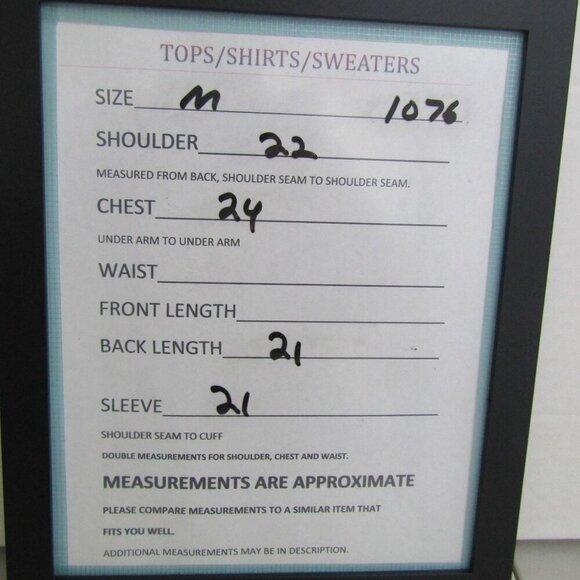 TOPS/SHIRTS/SWEATERS
SIZE M 1076
SHOULDER 22
MEASURED FROM BACK, SHOULDER SEAM TO SHOULDER SEAM.
CHEST 24
UNDER ARM TO UNDER ARM
WAIST
FRONT LENGTH
BACK LENGTH 21
SLEEVE 21
SHOULDER SEAM TO CUFF
DOUBLE MEASUREMENTS FOR SHOULDER, CHEST AND WAIST.
MEASUREMENTS ARE APPROXIMATE
PLEASE COMPARE MEASUREMENTS TO A SIMILAR ITEM THAT
FITS YOU WELL.
ADDITIONAL MEASUREMENTS MAY BE IN DESCRIPTION.